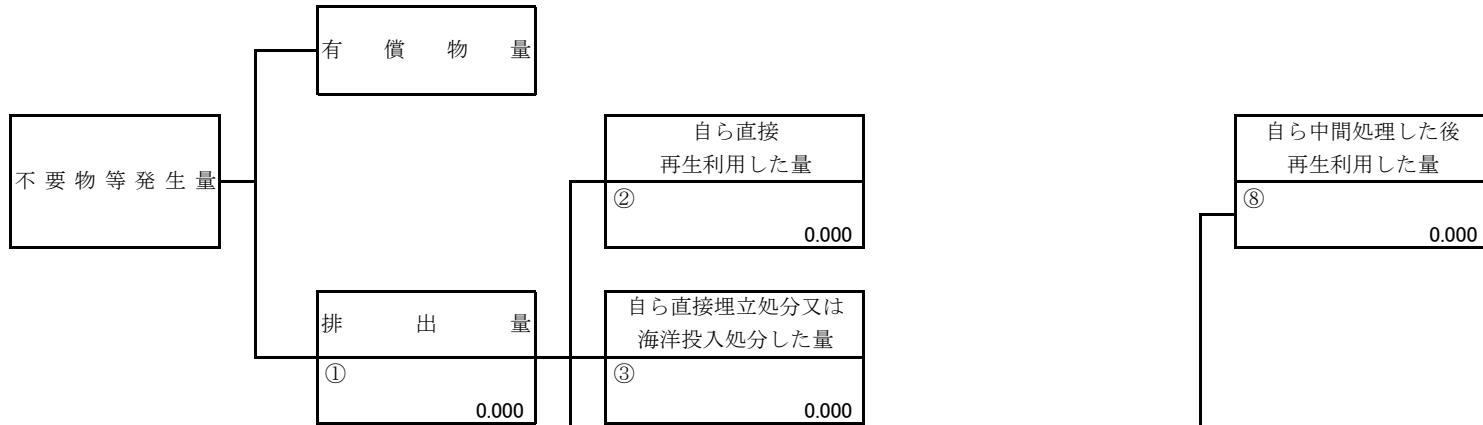 有償物量
不要物等発生量
自ら直接
再生利用した量
②
0.000
自ら中間処理した後
再生利用した量
⑧
0.000
排出量
①
0.000
自ら直接埋立処分又は
海洋投入処分した量
③
0.000